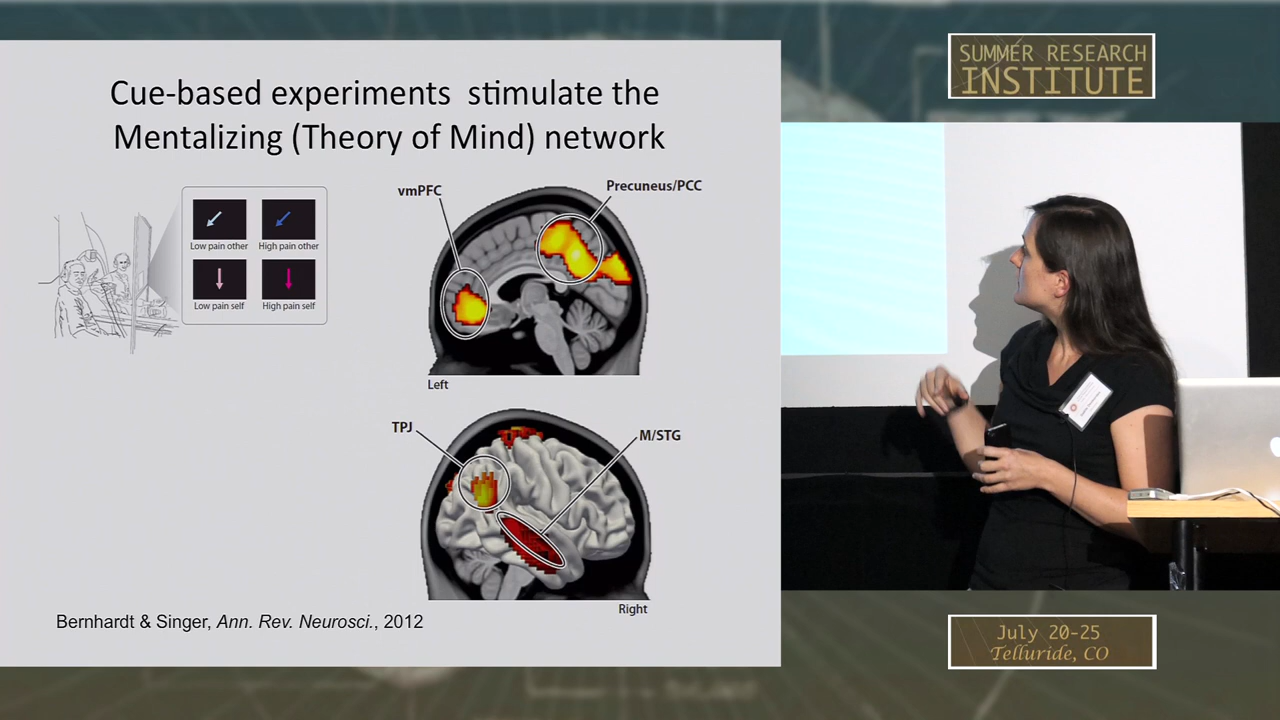 Cue-based experiments stimulate the
Mentalizing (Theory of Mind) network
Low pain other
High pain other
Low pain self
High pain self
vmPFC
Precuneus/PCC
Left
TPJ
M/STG
Right
Bernhardt & Singer, Ann. Rev. Neurosci., 2012
SUMMER RESEARCH
INSTITUTE
July 20-25
Telluride, CO